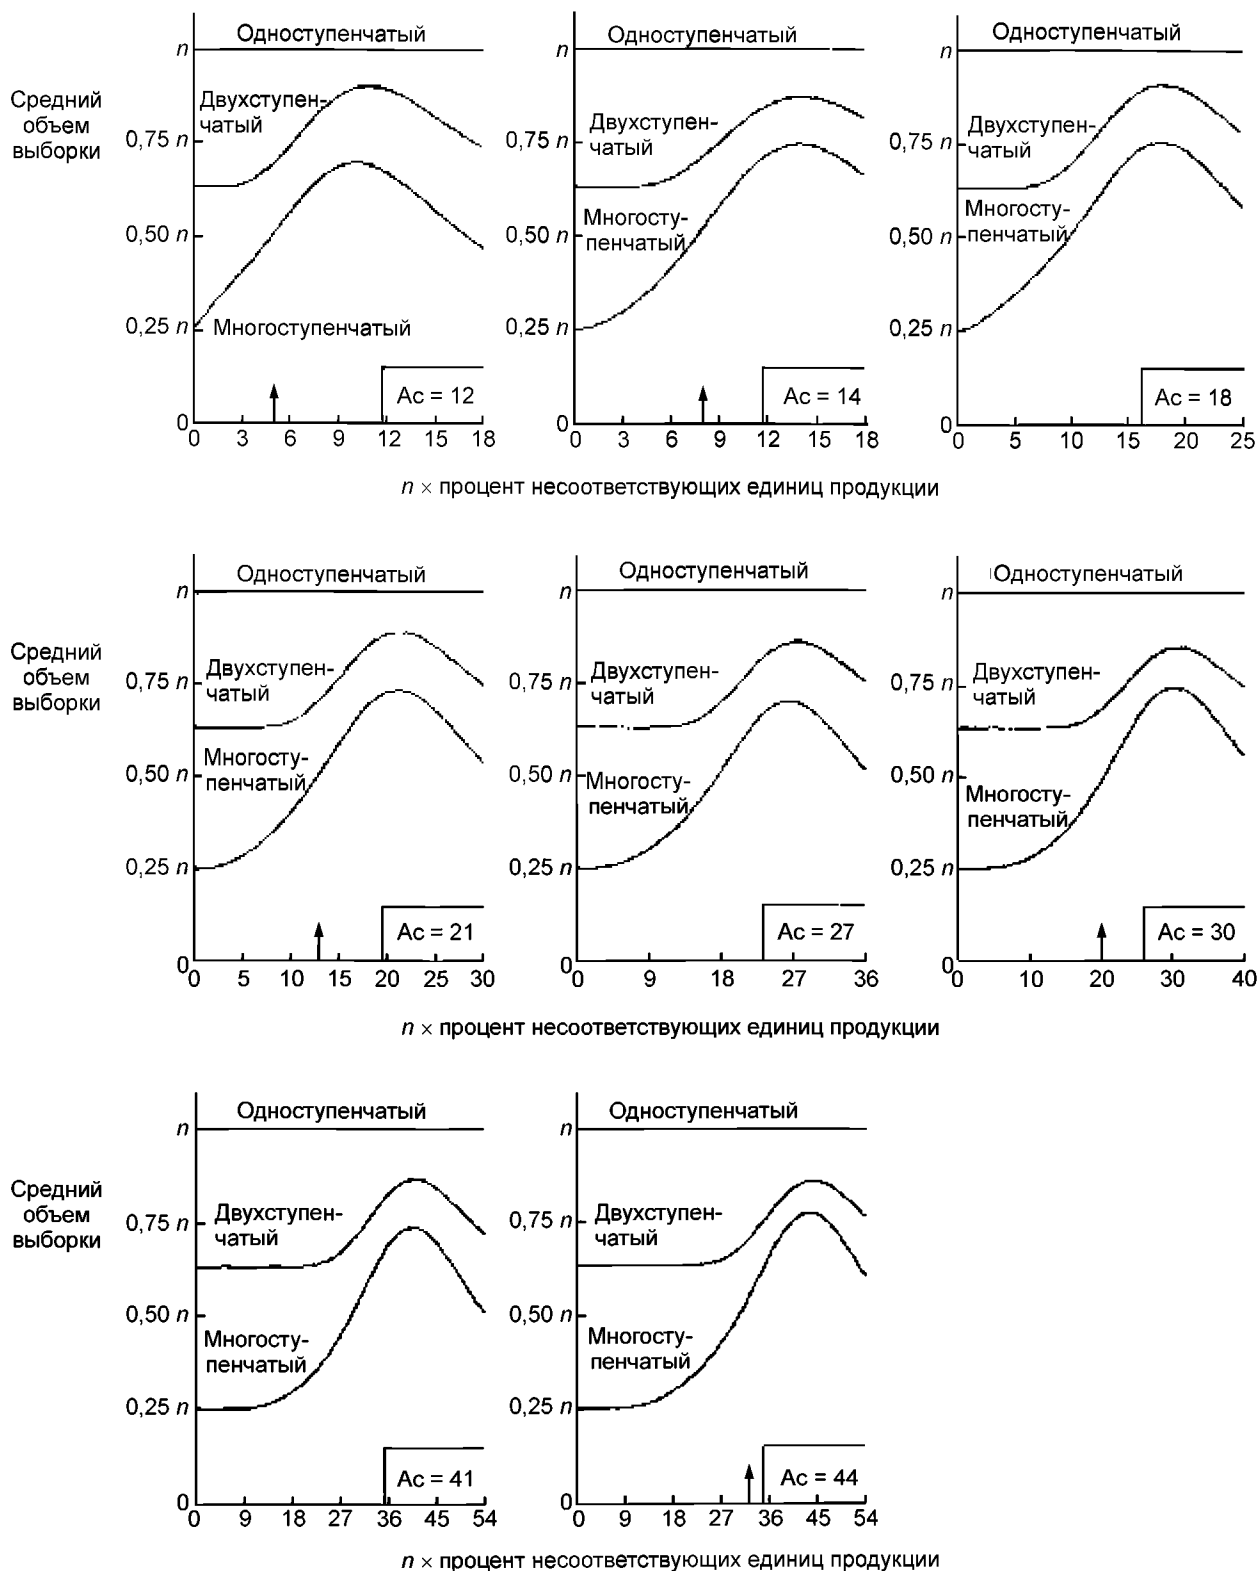 Одноступенчатый
n
Средний
объем
выборки
Двухступен-
чатый
0,75 n
0,50 n
0,25 n
Многоступенчатый
Ac = 12
0
0 3 6 9 12 15 18
Одноступенчатый
n
Двухступен-
чатый
0,75 n
Многосту-
пенчатый
0,50 n
0,25 n
Ac = 14
0
0 3 6 9 12 15 18
Одноступенчатый
n
Двухступен-
чатый
0,75 n
Многосту-
пенчатый
0,50 n
0,25 n
Ac = 18
0
0 5 10 15 20 25
n × процент несоответствующих единиц продукции
Одноступенчатый
n
Средний
объем
выборки
Двухступен-
чатый
0,75 n
Многосту-
пенчатый
0,50 n
0,25 n
Ac = 21
0
0 5 10 15 20 25 30
Одноступенчатый
n
Двухступен-
чатый
0,75 n
0,50 n
Многосту-
пенчатый
0,25 n
Ac = 27
0
0 9 18 27 36
Одноступенчатый
n
Двухступен-
чатый
0,75 n
0,50 n
Многосту-
пенчатый
0,25 n
Ac = 30
0
0 10 20 30 40
n × процент несоответствующих единиц продукции
Одноступенчатый
n
Средний
объем
выборки
Двухступен-
чатый
0,75 n
0,50 n
Многосту-
пенчатый
0,25 n
Ac = 41
0
0 9 18 27 36 45 54
Одноступенчатый
n
Двухступен-
чатый
0,75 n
0,50 n
Многосту-
пенчатый
0,25 n
Ac = 44
0
0 9 18 27 36 45 54
n × процент несоответствующих единиц продукции